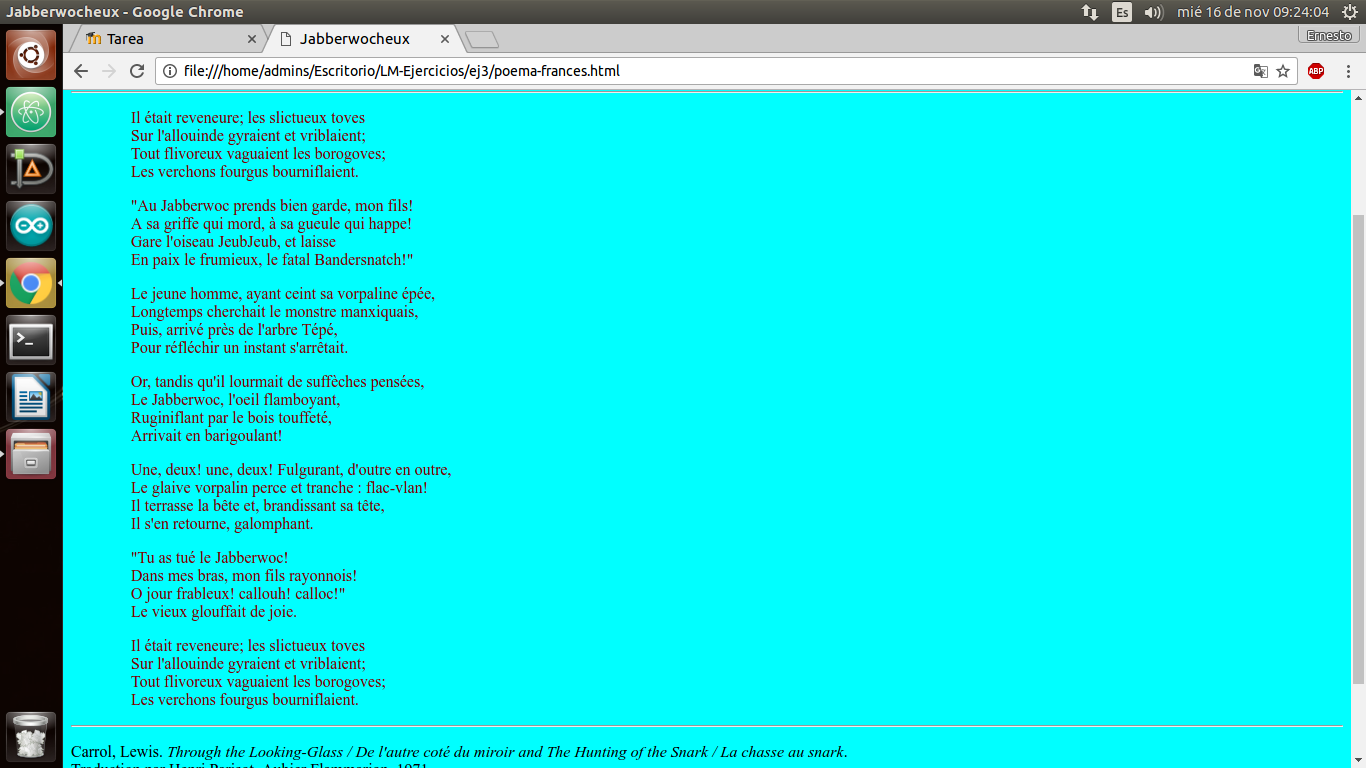 Jabberwocheux - Google Chrome
Es
mié 16 de nov 09:24:04
Tarea
Jabberwocheux
Ernesto
file:///home/admins/Escritorio/LM-Ejercicios/ej3/poema-frances.html
ABP
Il était reveneure; les slictueux toves
Sur l'allouinde gyraient et vriblaient;
Tout flivoreux vaguaient les borogoves;
Les verchons fourgus bourniflaient.
"Au Jabberwoc prends bien garde, mon fils!
A sa griffe qui mord, à sa gueule qui happe!
Gare l'oiseau JeubJeub, et laisse
En paix le frumieux, le fatal Bandersnatch!"
Le jeune homme, ayant ceint sa vorpaline épée,
Longtemps cherchait le monstre manxiquais,
Puis, arrivé près de l'arbre Tépé,
Pour réfléchir un instant s'arrêtait.
Or, tandis qu'il lourmait de suffèches pensées,
Le Jabberwoc, l'oeil flamboyant,
Ruginiflant par le bois touffeté,
Arrivait en barigoulant!
Une, deux! une, deux! Fulgurant, d'outre en outre,
Le glaive vorpalin perce et tranche : flac-vlan!
Il terrasse la bête et, brandissant sa tête,
Il s'en retourne, galomphant.
"Tu as tué le Jabberwoc!
Dans mes bras, mon fils rayonnois!
O jour frableux! callouh! calloc!"
Le vieux glouffait de joie.
Il était reveneure; les slictueux toves
Sur l'allouinde gyraient et vriblaient;
Tout flivoreux vaguaient les borogoves;
Les verchons fourgus bourniflaient.
Carrol, Lewis. Through the Looking-Glass / De l'autre coté du miroir and The Hunting of the Snark / La chasse au snark.